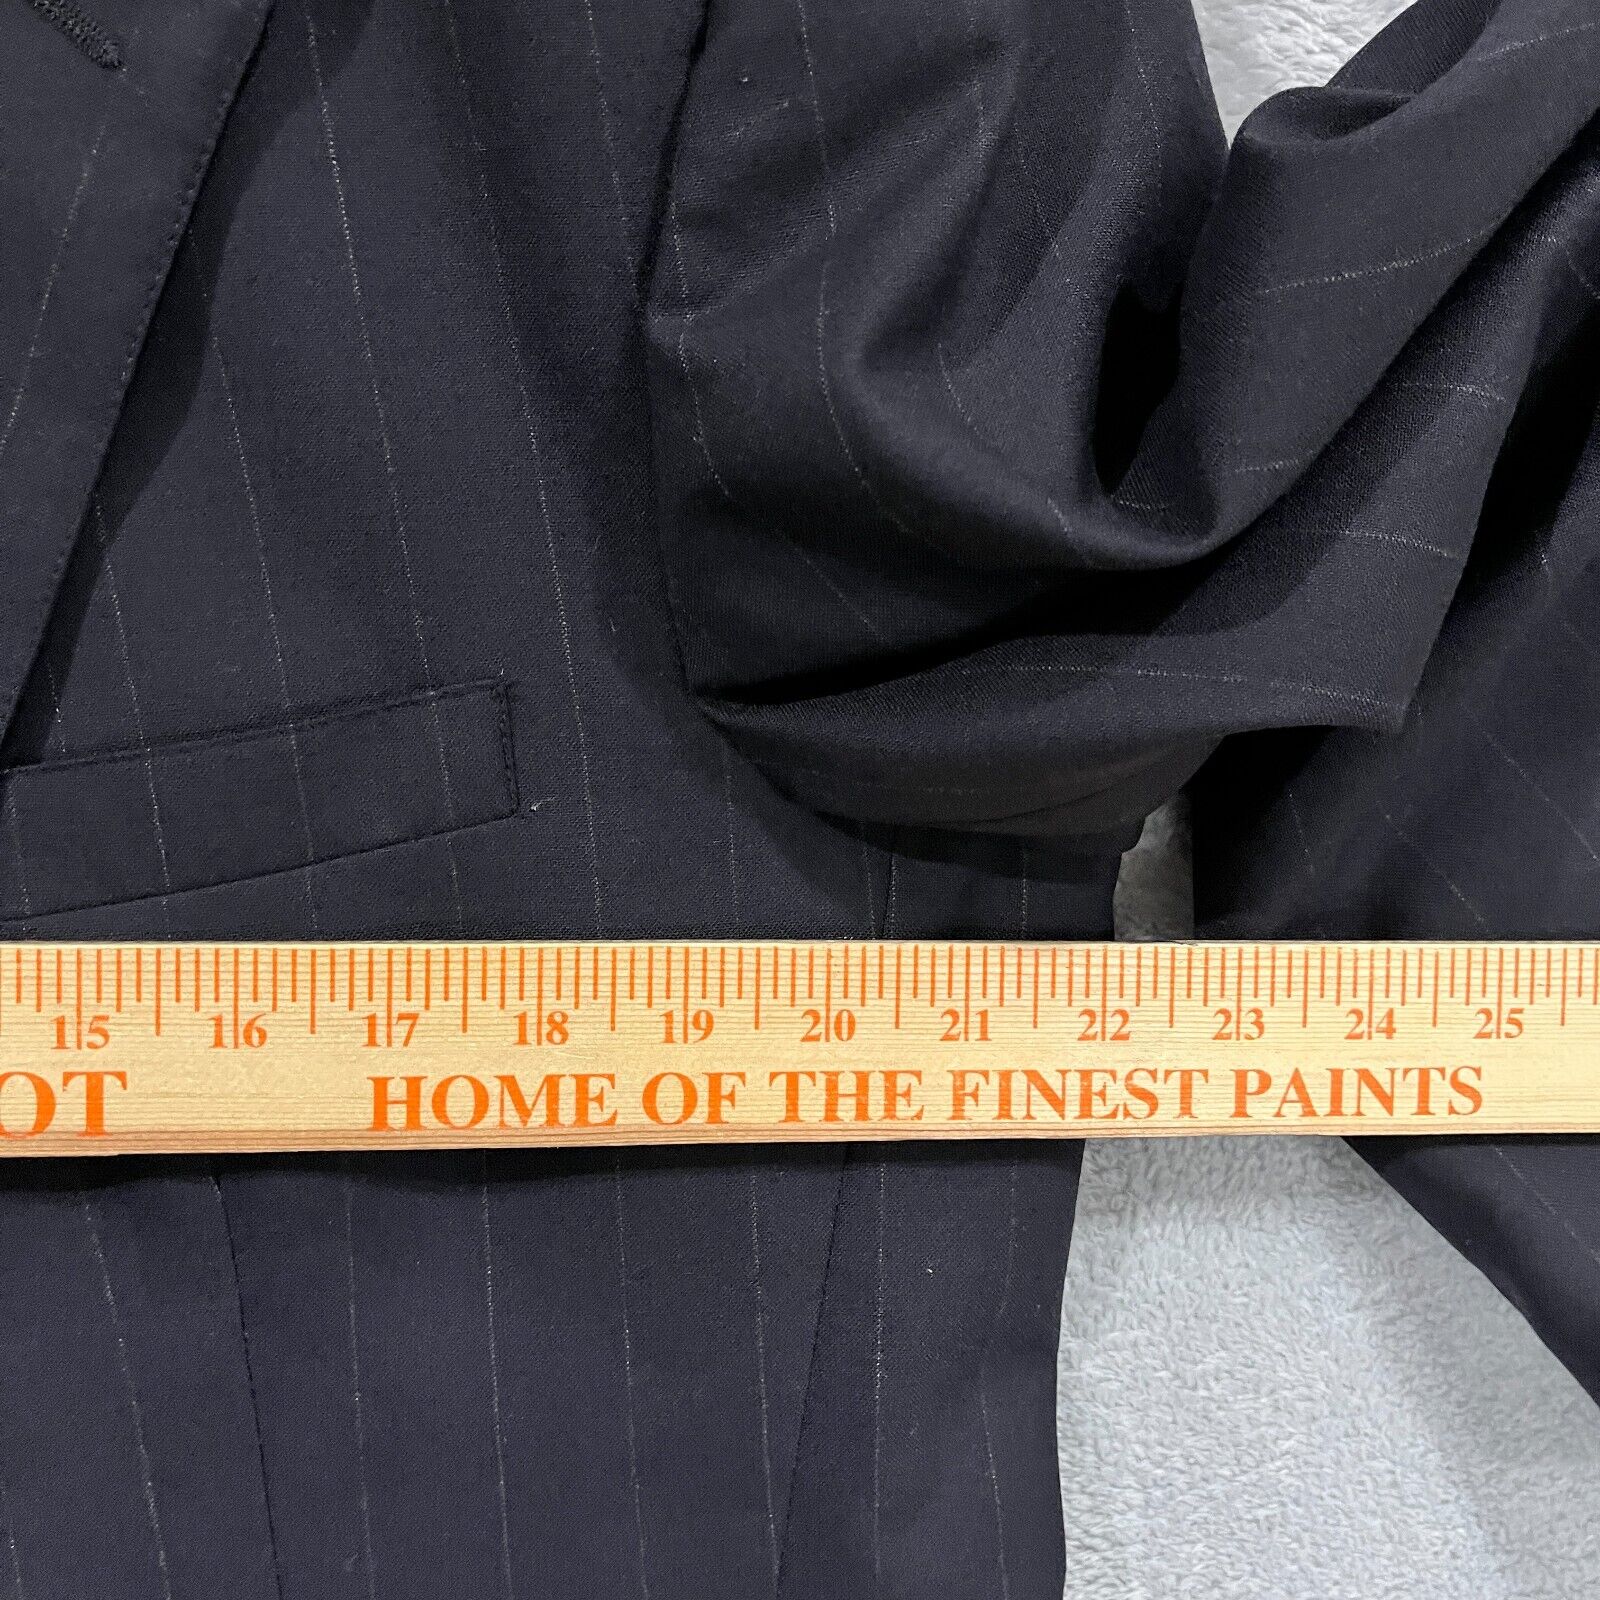 15 16 17 18 19 20 21 22 23 24 25
OT HOME OF THE FINEST PAINTS